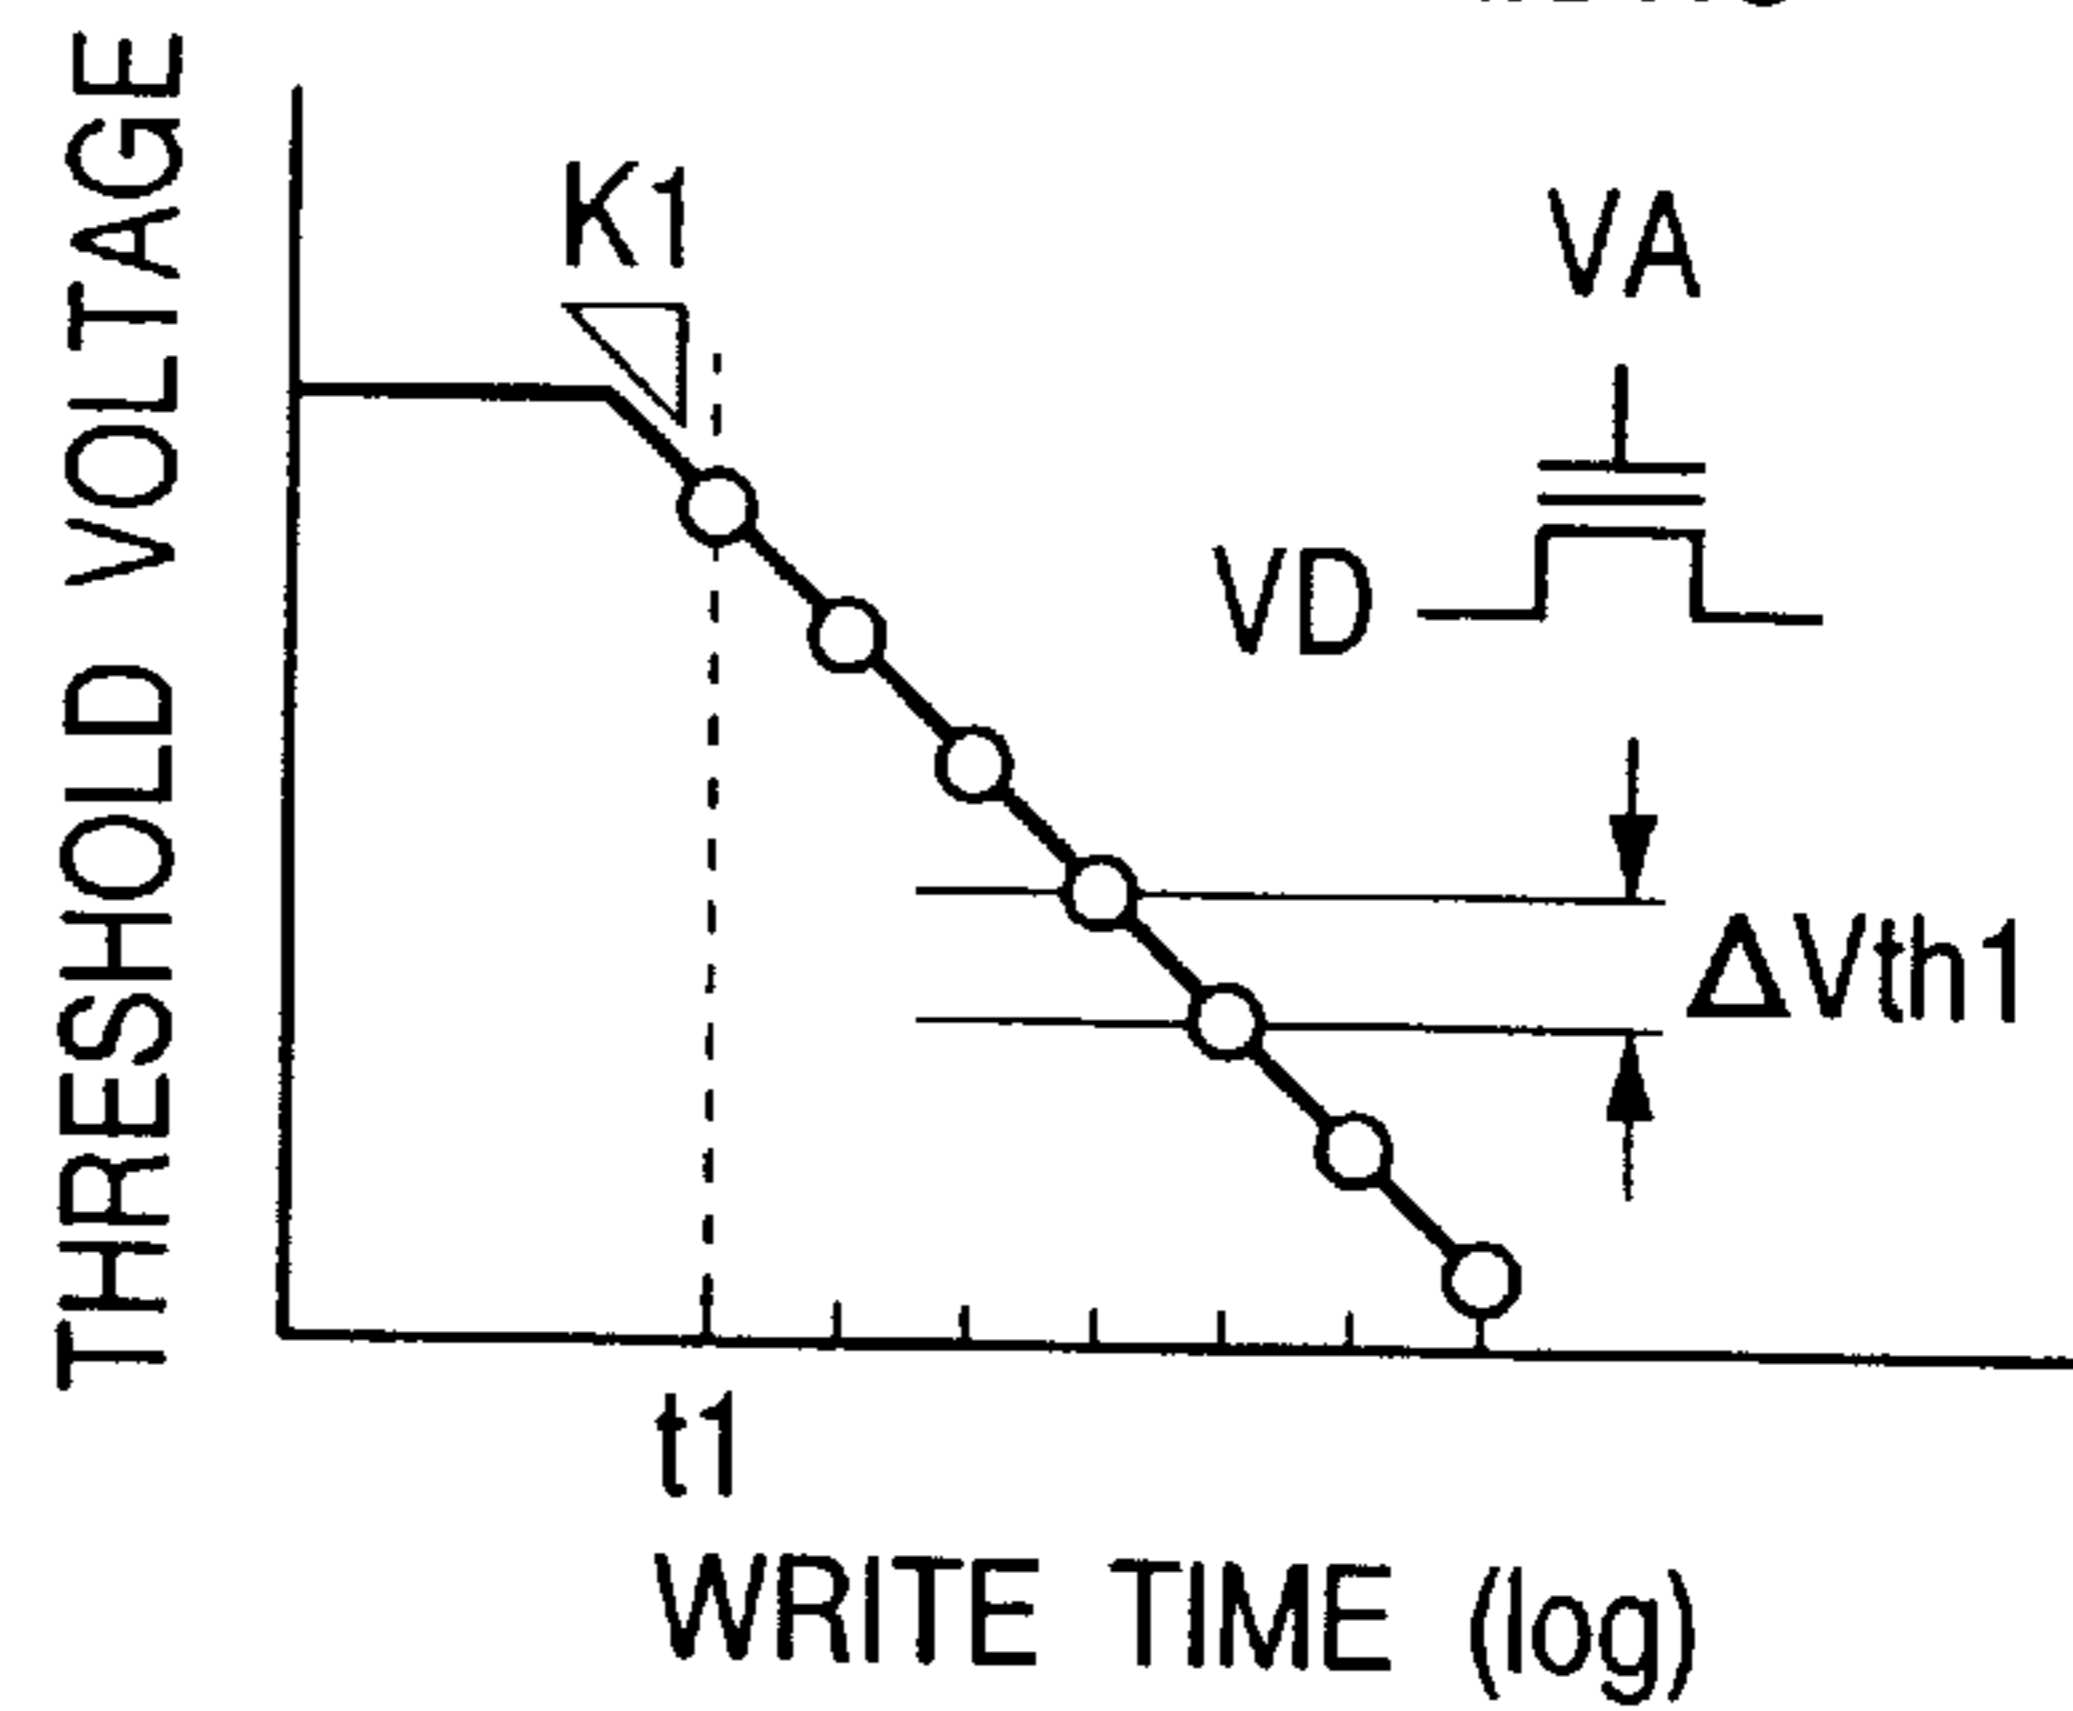 THRESHOLD VOLTAGE
K1
VA
VD
ΔVth1
t1
WRITE TIME (log)